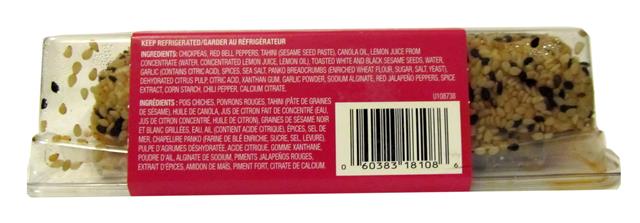 KEEP REFRIGERATED/GARDER AU RÉFRIGÉRATEUR
INGREDIENTS: CHICKPEAS, RED BELL PEPPERS, TAHINI (SESAME SEED PASTE), CANOLA OIL, LEMON JUICE FROM
CONCENTRATE (WATER, CONCENTRATED LEMON JUICE, LEMON OIL), TOASTED WHITE AND BLACK SESAME SEEDS, WATER,
GARLIC (CONTAINS CITRIC ACID), SPICES, SEA SALT, PANKO BREADCRUMBS (ENRICHED WHEAT FLOUR, SUGAR, SALT, YEAST),
DEHYDRATED CITRUS PULP, CITRIC ACID, XANTHAN GUM, GARLIC POWDER, SODIUM ALGINATE, RED JALAPEÑO PEPPERS, SPICE
EXTRACT, CORN STARCH, CHILI PEPPER, CALCIUM CITRATE.
U108738
INGRÉDIENTS : POIS CHICHES, POIVRONS ROUGES, TAHINI (PÂTE DE GRAINES
DE SÉSAME), HUILE DE CANOLA, JUS DE CITRON FAIT DE CONCENTRÉ (EAU,
JUS DE CITRON CONCENTRÉ, HUILE DE CITRON), GRAINES DE SÉSAME NOIR
ET BLANC GRILLÉES, EAU, AIL (CONTIENT ACIDE CITRIQUE), ÉPICES, SEL DE
MER, CHAPELURE PANKO (FARINE DE BLÉ ENRICHIE, SUCRE, SEL, LEVURE),
PULPE D'AGRUMES DÉSHYDRATÉE, ACIDE CITRIQUE, GOMME XANTHANE,
POUDRE D'AIL, ALGINATE DE SODIUM, PIMENTS JALAPEÑOS ROUGES,
EXTRAIT D'ÉPICES, AMIDON DE MAÏS, PIMENT FORT, CITRATE DE CALCIUM.
0 60383 18108 6